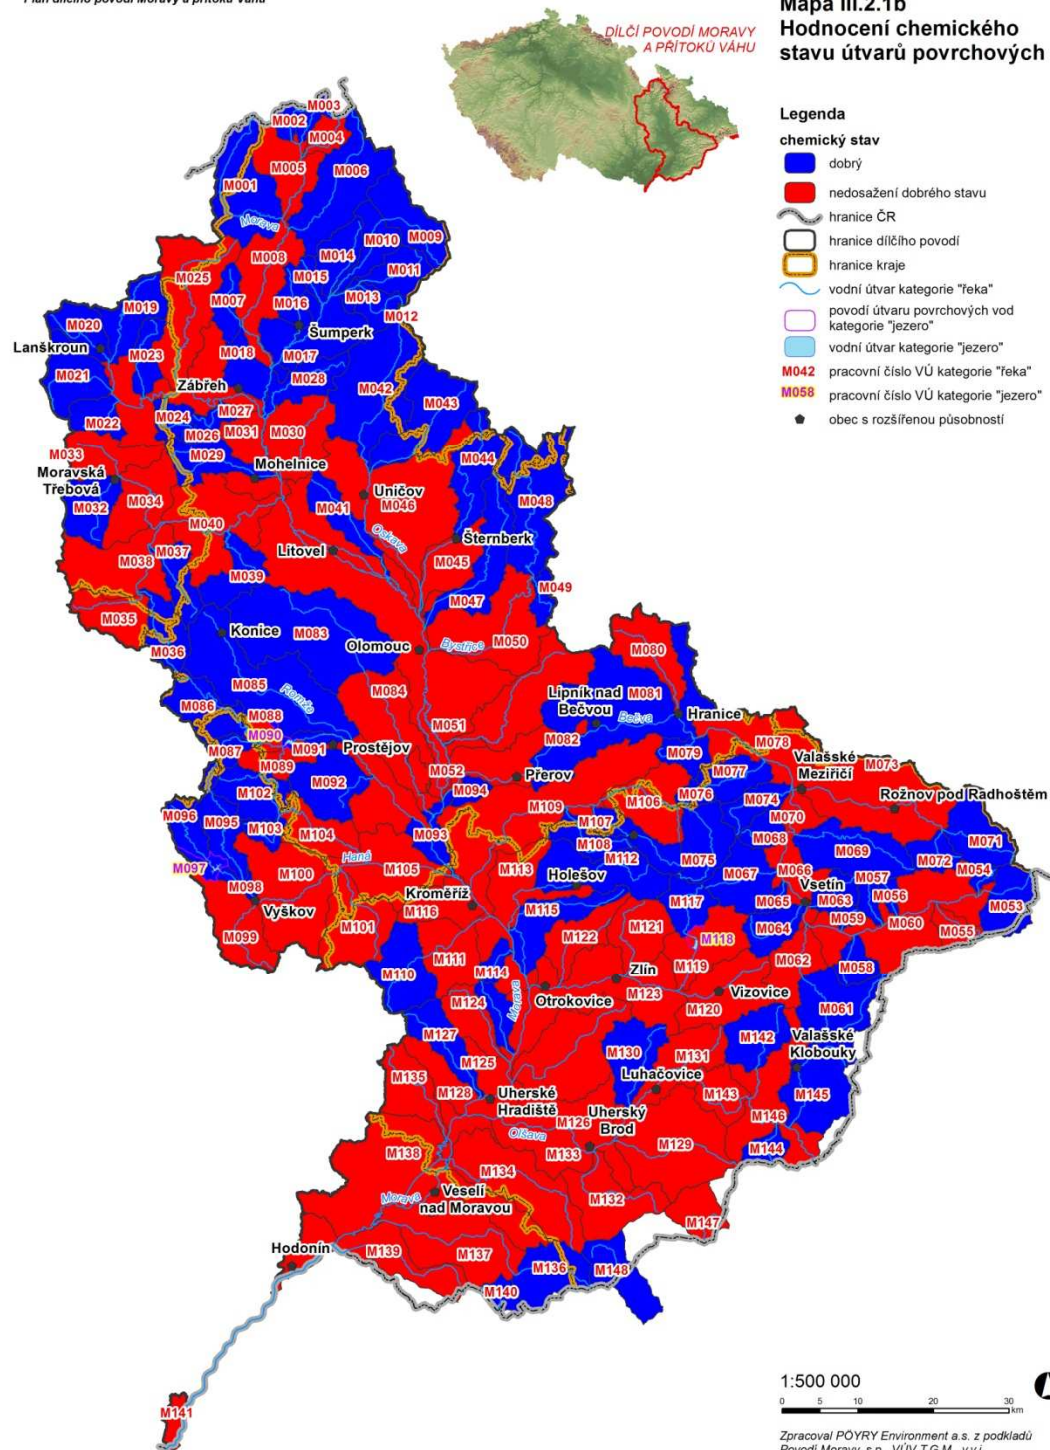 Plán dílčího povodí Moravy a přítoků Váhu
DÍLČÍ POVODÍ MORAVY
A PŘÍTOKŮ VÁHU
Mapa III.2.1b
Hodnocení chemického
stavu útvarů povrchových
Legenda
chemický stav
dobrý
nedosažení dobrého stavu
hranice ČR
hranice dílčího povodí
hranice kraje
vodní útvar kategorie "řeka"
povodí útvaru povrchových vod
kategorie "jezero"
vodní útvar kategorie "jezero"
M042 pracovní číslo VÚ kategorie "řeka"
M058 pracovní číslo VÚ kategorie "jezero"
obec s rozšířenou působností
M003
M002
M004
M005
M006
M001
Morava
M009
M010
M008
M014
M011
M025
M015
M007
M013
M016
M019
M012
M020
Šumperk
Lanškroun
M018
M017
M023
M021
M028
M042
Zábřeh
M043
M027
M024
M022
M026
M031
M030
M033
M029
M044
Mohelnice
Moravská
Třebová
M048
Uničov
M034
M046
M032
M041
M040
Oskava
Šternberk
M037
Litovel
M038
M045
M039
M049
M047
M035
Konice
M083
M050
M036
Olomouc
Bystřice
M080
M085
M084
M081
Romže
Lipník nad
Bečvou
M086
M088
Hranice
Bečva
M051
M090
M082
M078
M091
Prostějov
M087
M079
Valašské
Meziříčí
M089
M073
M052
M077
Přerov
M092
M094
M102
M076
M074
Rožnov pod Radhoštěm
M106
M109
M096
M070
M095
M107
M103
M104
M093
M068
M071
M108
M069
Haná
M112
M072
M075
M097
M105
M113
M066
M054
M100
M067
Holešov
M057
M098
Kroměříž
Vsetín
M056
M065
M063
M117
M053
Vyškov
M116
M115
M059
M060
M101
M121
M064
M055
M099
M122
M118
M111
M062
M119
M110
M114
M058
Zlín
Otrokovice
M123
Vizovice
Morava
M124
M120
M061
M127
M142
Valašské
Klobouky
M130
M131
M125
M135
Luhačovice
M128
Uherské
Hradiště
M143
M145
Uherský
Brod
M126
M146
Olšava
M129
M138
M133
M144
M134
Morava
Veselí
nad Moravou
M132
M147
Hodonín
M139
M137
M136
M148
M140
M141
1:500 000
0 5 10 20 30
km
Zpracoval PÖYRY Environment a.s. z podkladů
Povodí Moravy, s.p., VÚV T.G.M., v.v.i.